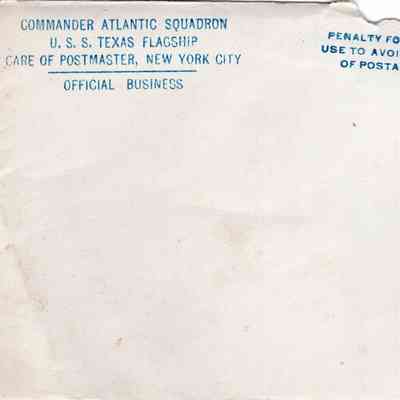 COMMANDER ATLANTIC SQUADRON
U. S. S. TEXAS FLAGSHIP
CARE OF POSTMASTER, NEW YORK CITY
OFFICIAL BUSINESS
PENALTY FO
USE TO AVOI
OF POSTA